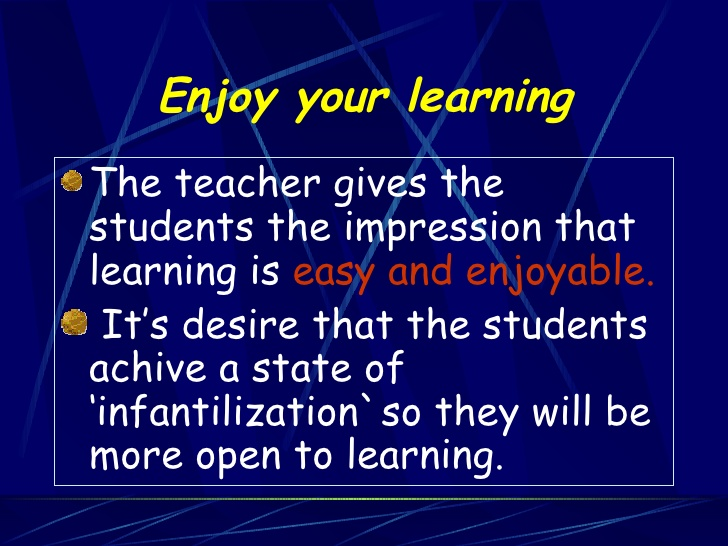 Enjoy your learning
The teacher gives the
students the impression that
learning is easy and enjoyable.
It’s desire that the students
achive a state of
‘infantilization` so they will be
more open to learning.